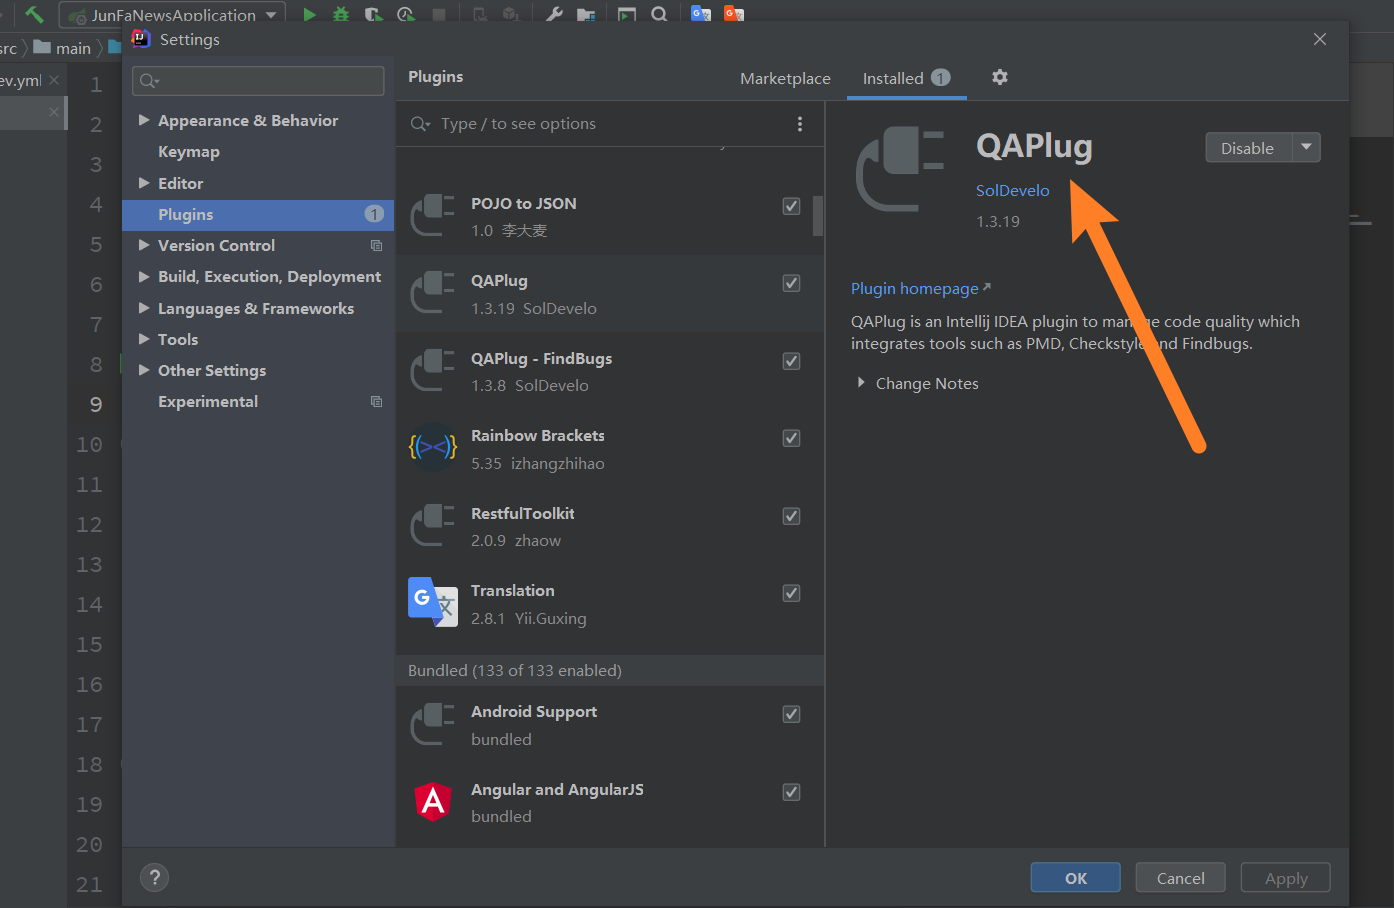 JunFaNewsApplication
src
main
ev.yml
Settings
Plugins
Marketplace
Installed 1
Type / to see options
Appearance & Behavior
Keymap
Editor
Plugins 1
Version Control
Build, Execution, Deployment
Languages & Frameworks
Tools
Other Settings
Experimental
1
2
3
4
5
6
7
8
9
10
11
12
13
14
15
16
17
18
19
20
21
POJO to JSON
1.0 李大麦
QAPlug
1.3.19 SolDevelo
QAPlug - FindBugs
1.3.8 SolDevelo
Rainbow Brackets
5.35 izhangzhihao
RestfulToolkit
2.0.9 zhaow
Translation
2.8.1 Yii.Guxing
Bundled (133 of 133 enabled)
Android Support
bundled
Angular and AngularJS
bundled
QAPlug
Disable
SolDevelo
1.3.19
Plugin homepage
QAPlug is an Intellij IDEA plugin to manage code quality which
integrates tools such as PMD, Checkstyle and Findbugs.
Change Notes
?
OK
Cancel
Apply